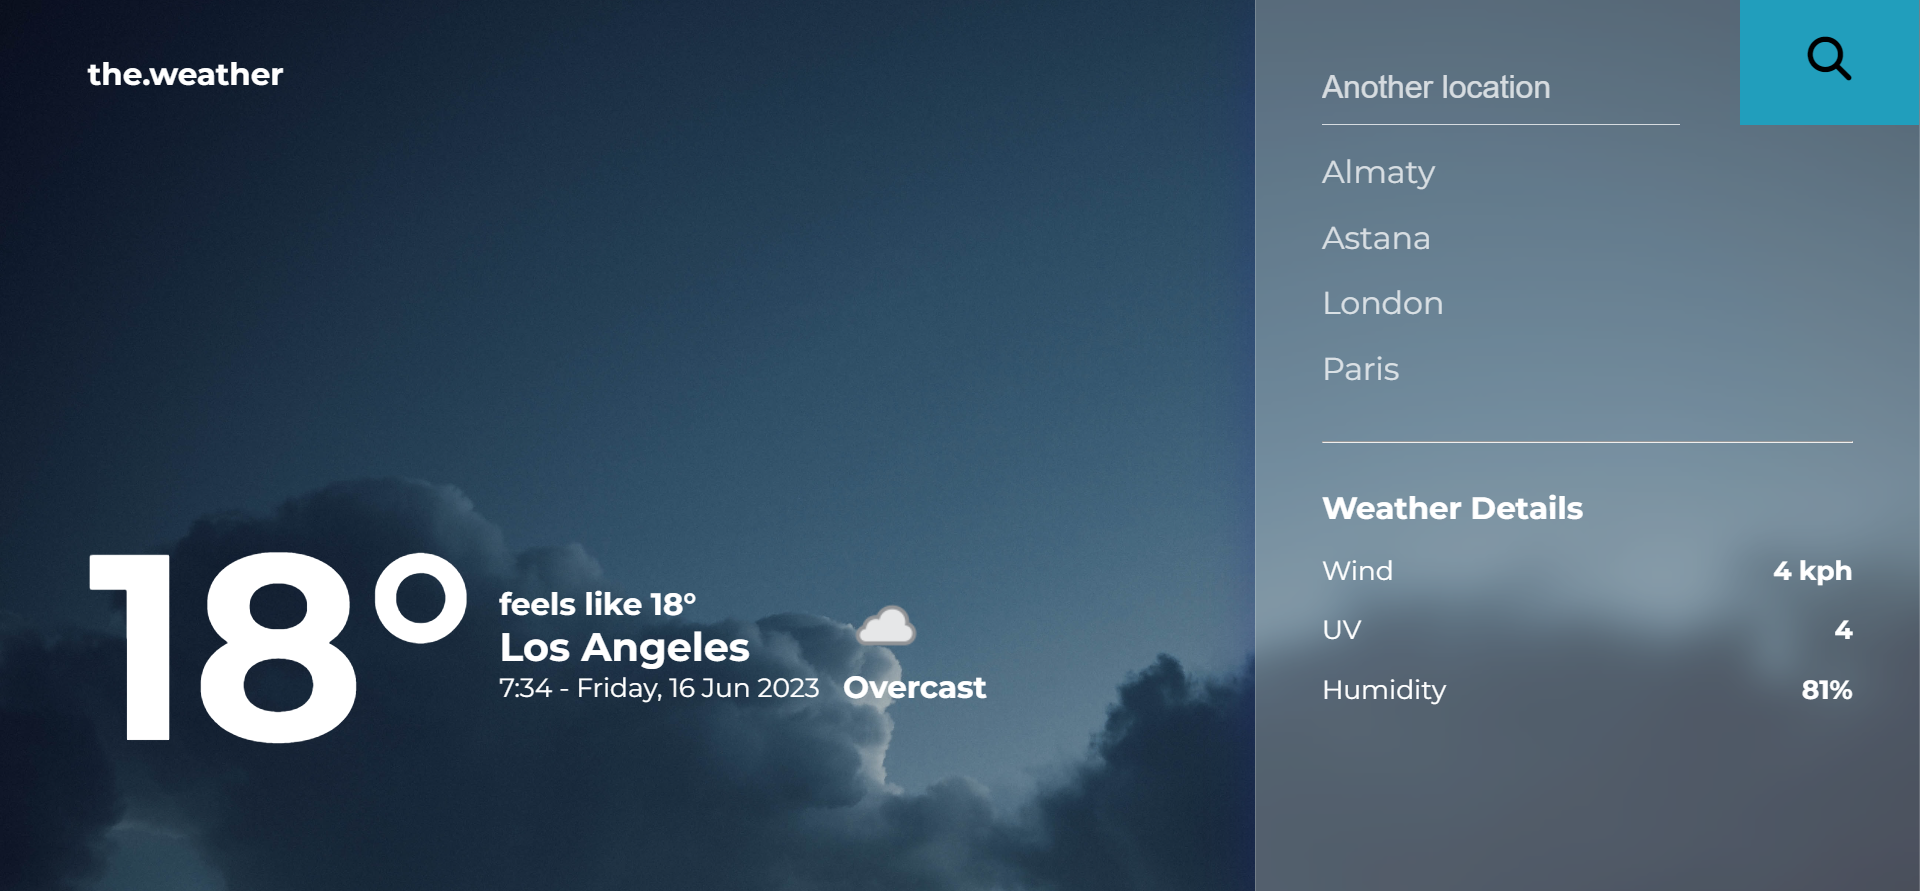 the.weather
18°
feels like 18°
Los Angeles
7:34 - Friday, 16 Jun 2023
Overcast
Another location
Almaty
Astana
London
Paris
Weather Details
Wind 4 kph
UV 4
Humidity 81%